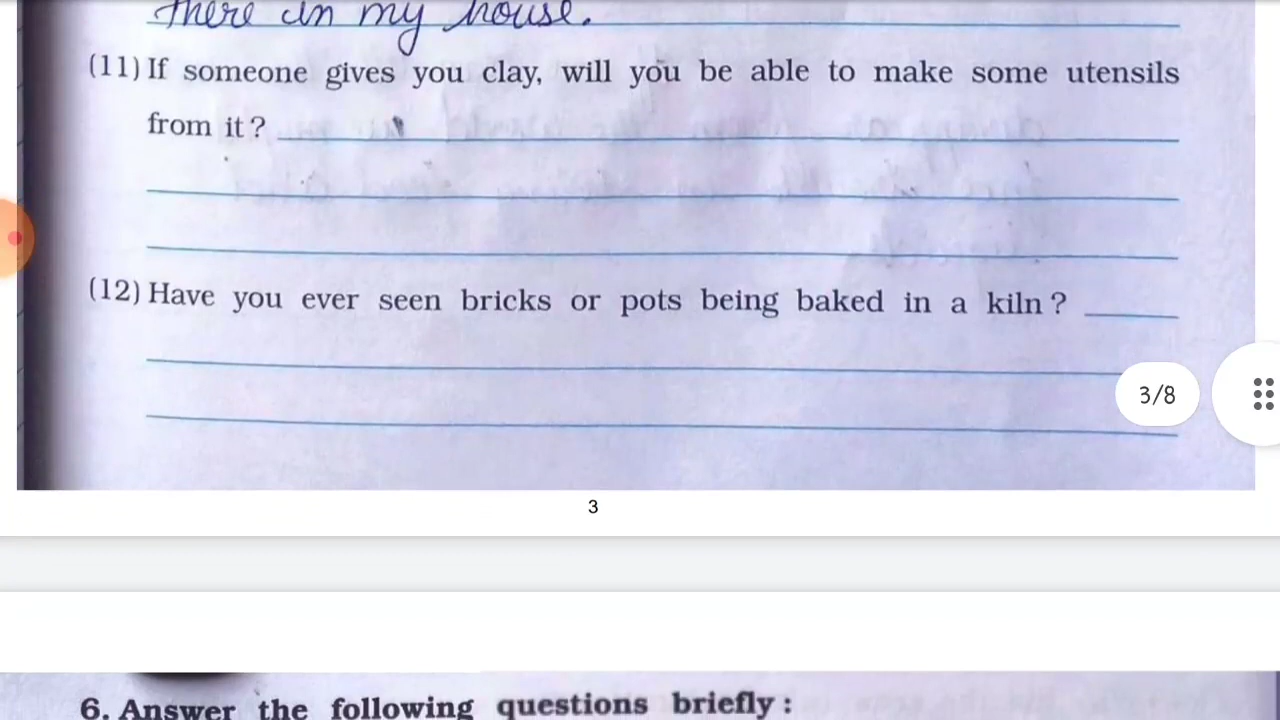 There in my house.
(11) If someone gives you clay, will you be able to make some utensils
from it?
(12) Have you ever seen bricks or pots being baked in a kiln?
3/8
3
6. Answer the following questions briefly: